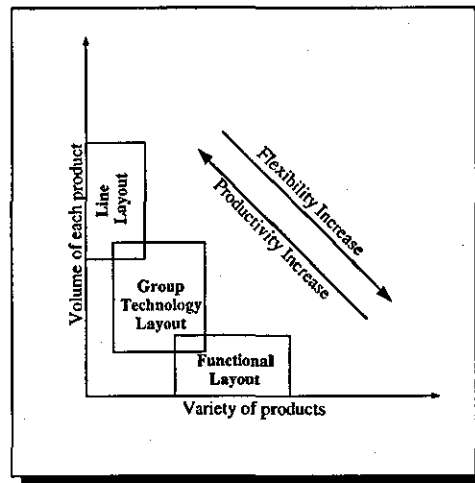 Volume of each product
Line
Layout
Group
Technology
Layout
Functional
Layout
Flexibility Increase
Productivity Increase
Variety of products